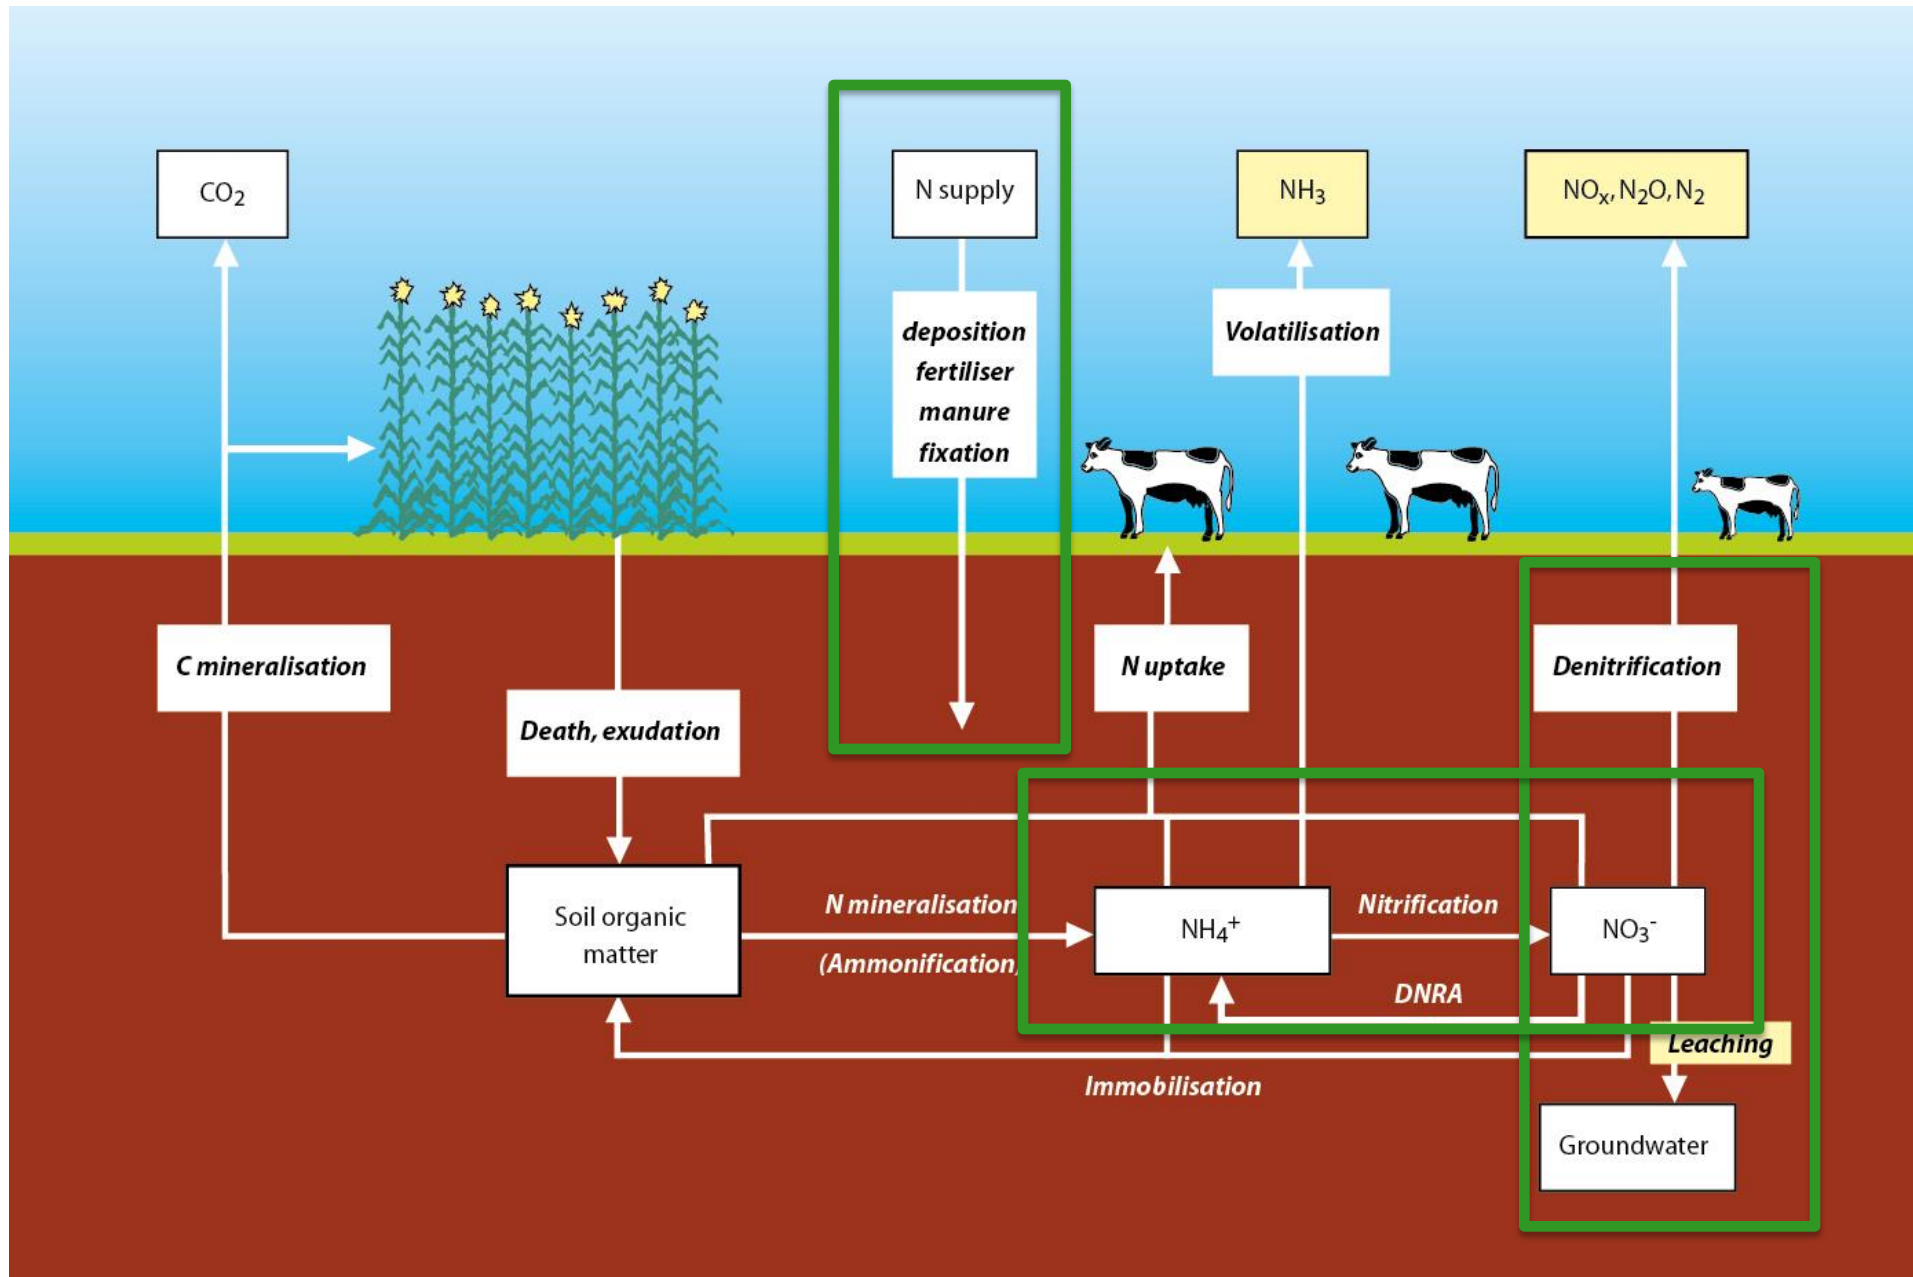 CO₂
N supply
NH₃
NOₓ, N₂O, N₂
deposition
fertiliser
manure
fixation
Volatilisation
C mineralisation
N uptake
Denitrification
Death, exudation
Soil organic
matter
N mineralisation
(Ammonification)
NH₄⁺
Nitrification
DNRA
NO₃⁻
Leaching
Immobilisation
Groundwater